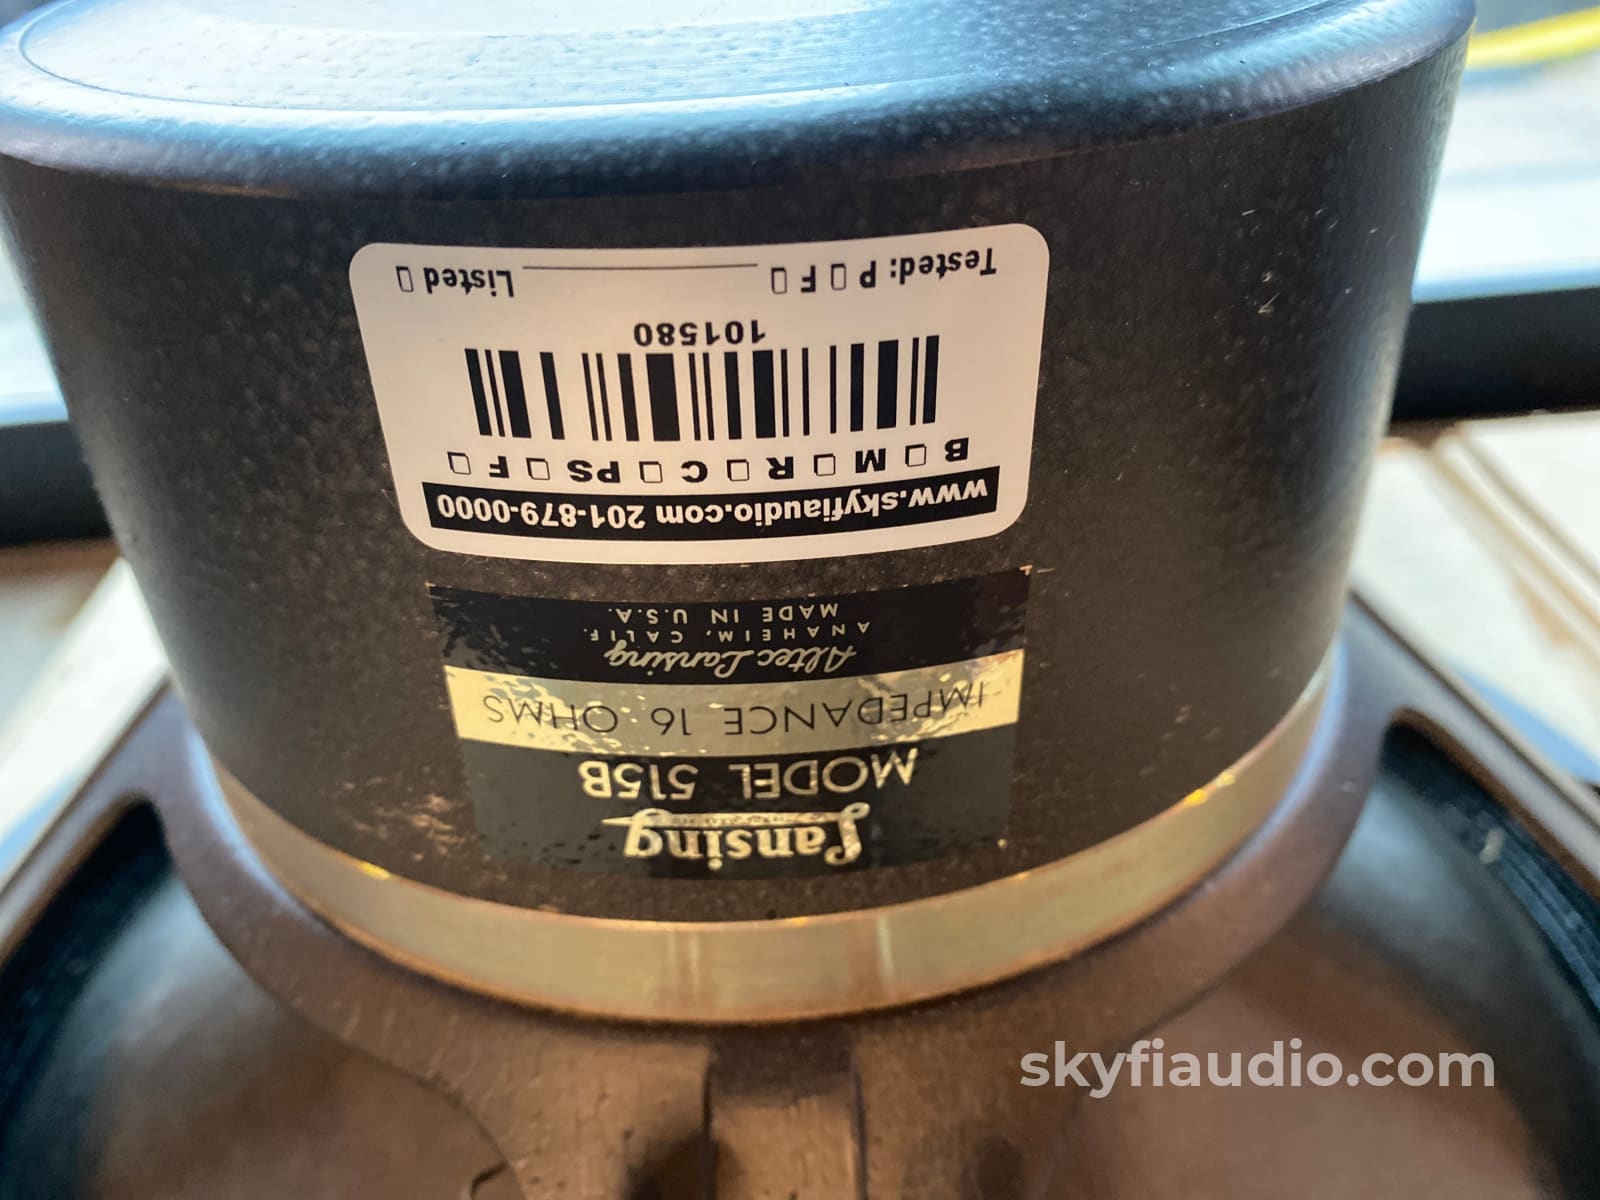 www.skyfiaudio.com 201-879-0000
B M R C PS F
101580
Tested: P F Listed
Lansing
MODEL 515B
IMPEDANCE 16 OHMS
Altec Lansing
ANAHEIM, CALIF.
MADE IN U.S.A.
skyfiaudio.com